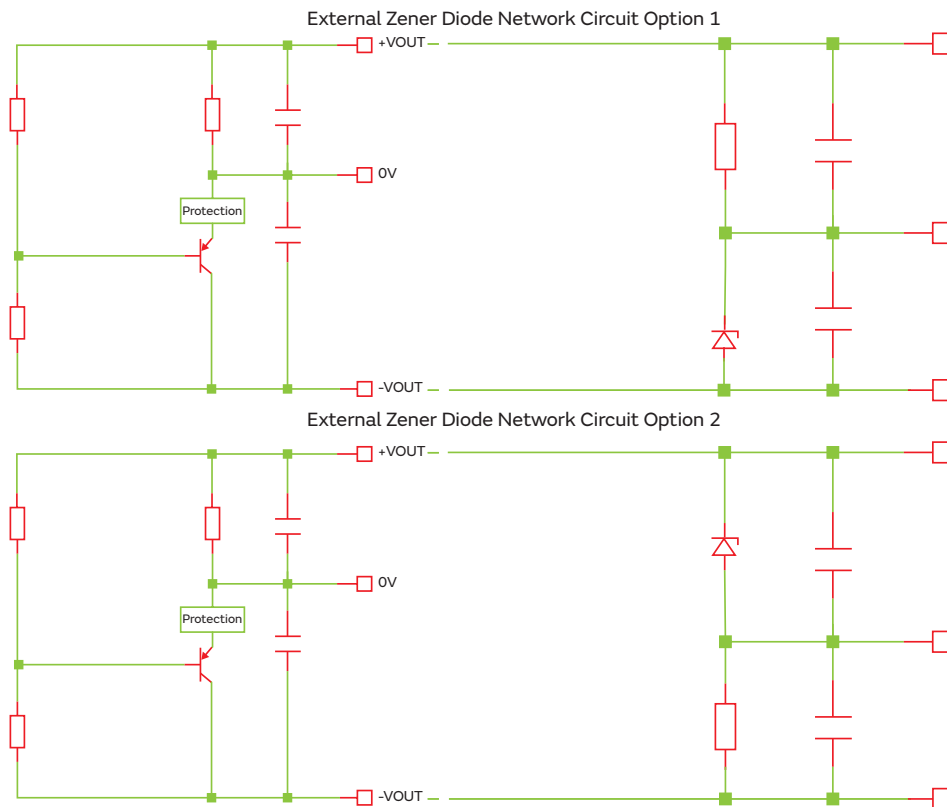 External Zener Diode Network Circuit Option 1
+VOUT
0V
Protection
-VOUT
External Zener Diode Network Circuit Option 2
+VOUT
0V
Protection
-VOUT